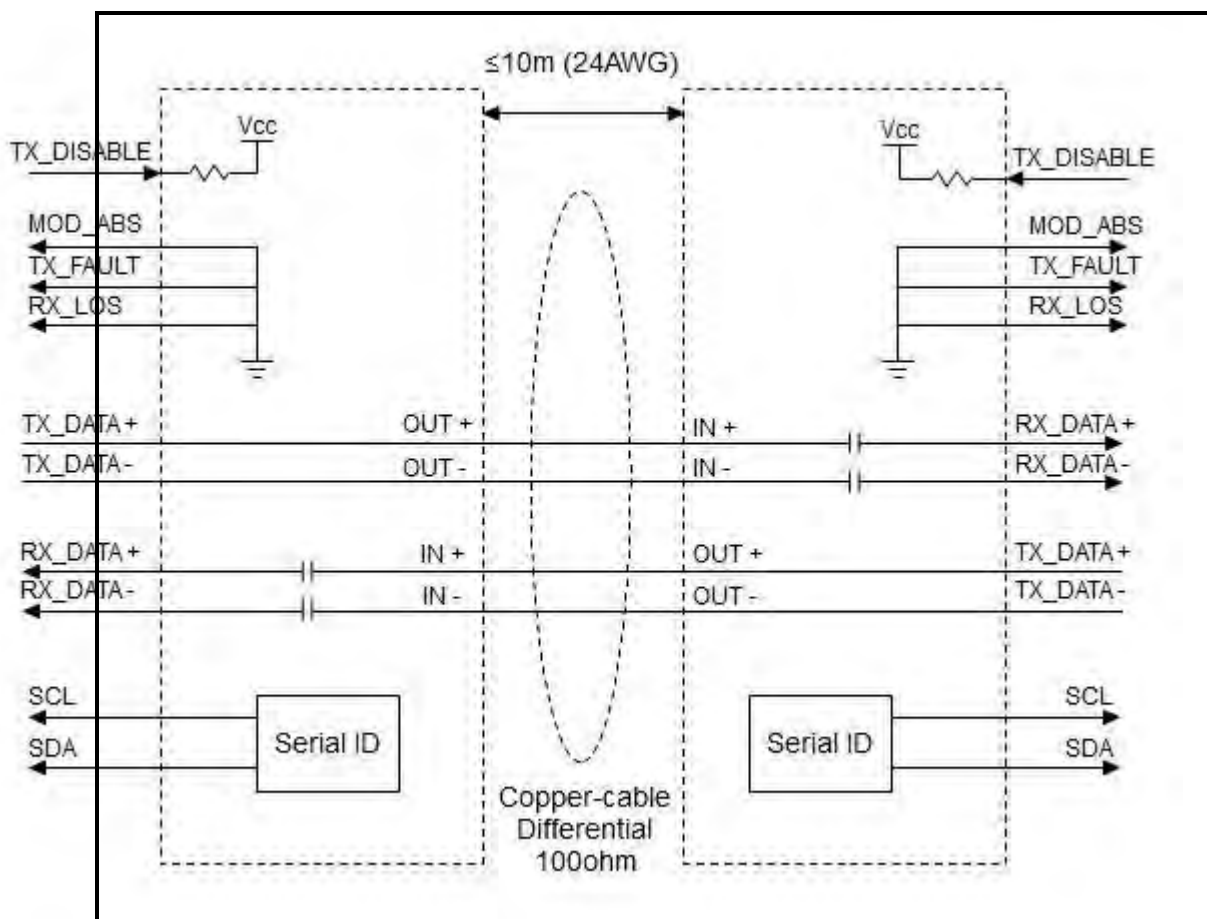 ≤10m (24AWG)
Vcc
Vcc
TX_DISABLE
TX_DISABLE
MOD_ABS
MOD_ABS
TX_FAULT
TX_FAULT
RX_LOS
RX_LOS
TX_DATA+
OUT +
IN +
RX_DATA+
TX_DATA-
OUT -
IN -
RX_DATA-
RX_DATA+
IN +
OUT +
TX_DATA+
RX_DATA-
IN -
OUT -
TX_DATA-
SCL
SCL
Serial ID
Serial ID
SDA
SDA
Copper-cable
Differential
100ohm